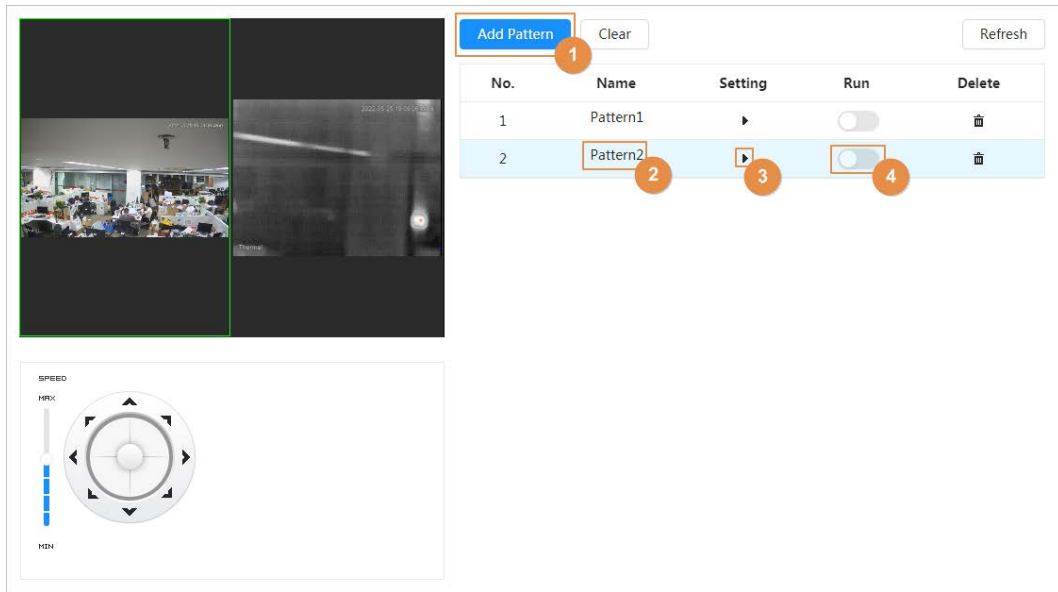 Add Pattern
1
Clear
Refresh
No. Name Setting Run Delete
1 Pattern1
2 Pattern2
2
3
4
Thermal
SPEED
MAX
MIN